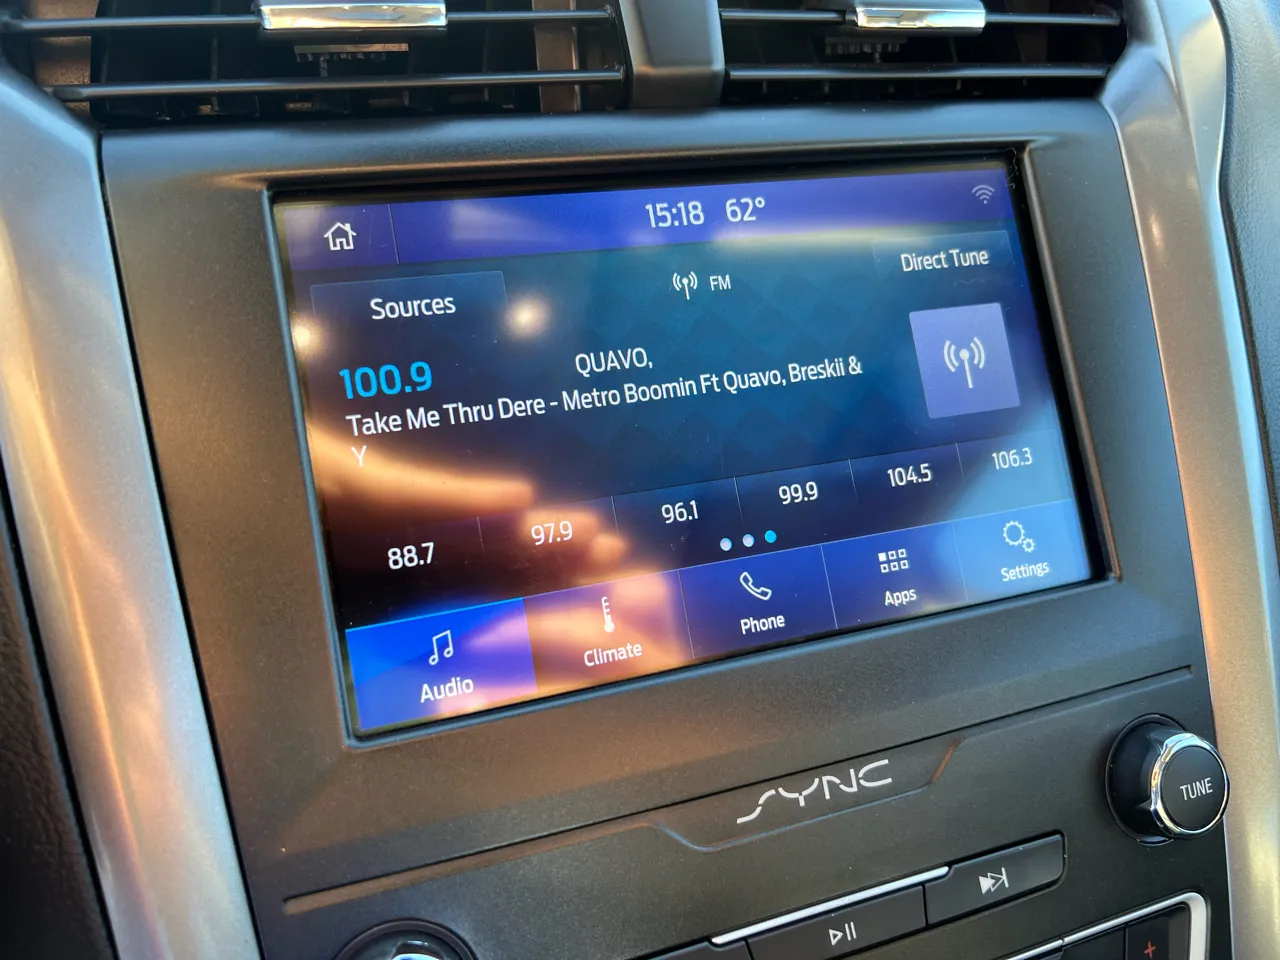 15:18 62°
Sources
FM
Direct Tune
100.9
QUAVO,
Take Me Thru Dere - Metro Boomin Ft Quavo, Breskii &
Y
88.7 97.9 96.1 99.9 104.5 106.3
Audio Climate Phone Apps Settings
SYNC
TUNE
+